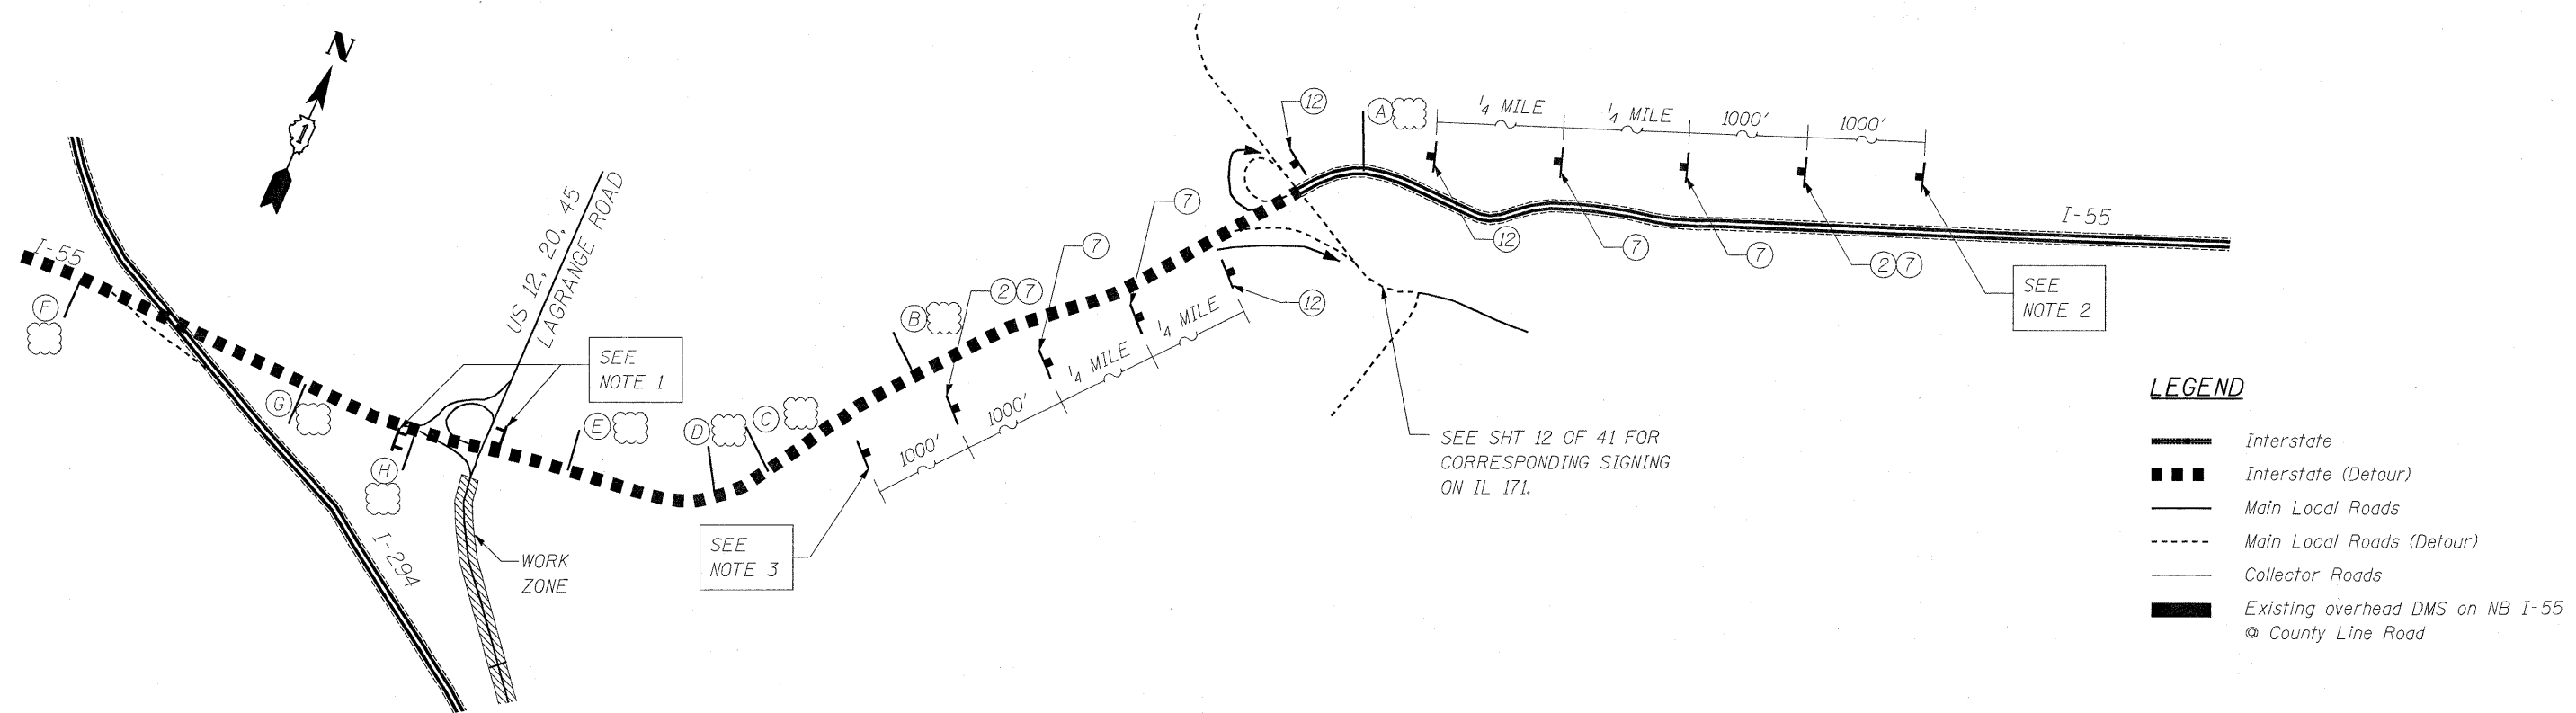 N
1
I-55
F
G
H
I-294
US 12, 20, 45
LAGRANGE ROAD
SEE
NOTE 1
WORK
ZONE
E
D
C
B
SEE
NOTE 3
2 7
7
7
12
1000'
1000'
1/4 MILE
1/4 MILE
12
A
1/4 MILE
1/4 MILE
1000'
1000'
12
7
7
2 7
I-55
SEE
NOTE 2
SEE SHT 12 OF 41 FOR
CORRESPONDING SIGNING
ON IL 171.
LEGEND
Interstate
Interstate (Detour)
Main Local Roads
Main Local Roads (Detour)
Collector Roads
Existing overhead DMS on NB I-55
@ County Line Road